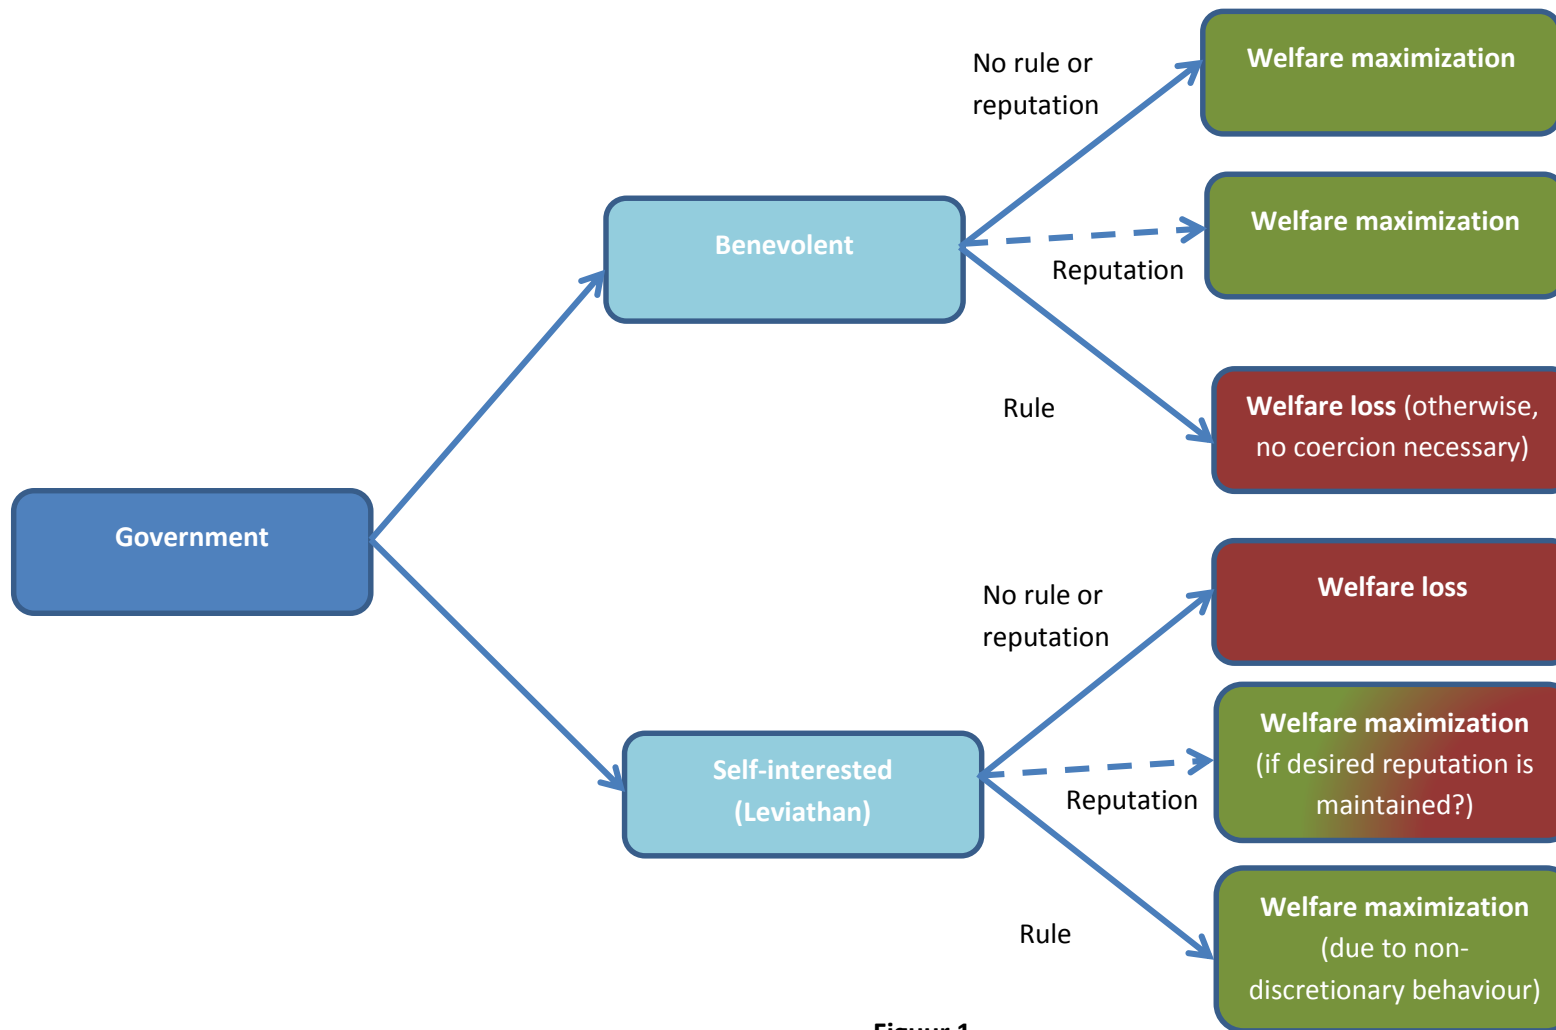 No rule or
reputation
Welfare maximization
Benevolent
Reputation
Welfare maximization
Rule
Welfare loss (otherwise,
no coercion necessary)
Government
No rule or
reputation
Welfare loss
Self-interested
(Leviathan)
Reputation
Welfare maximization
(if desired reputation is
maintained?)
Rule
Welfare maximization
(due to non-
discretionary behaviour)
Figuur 1